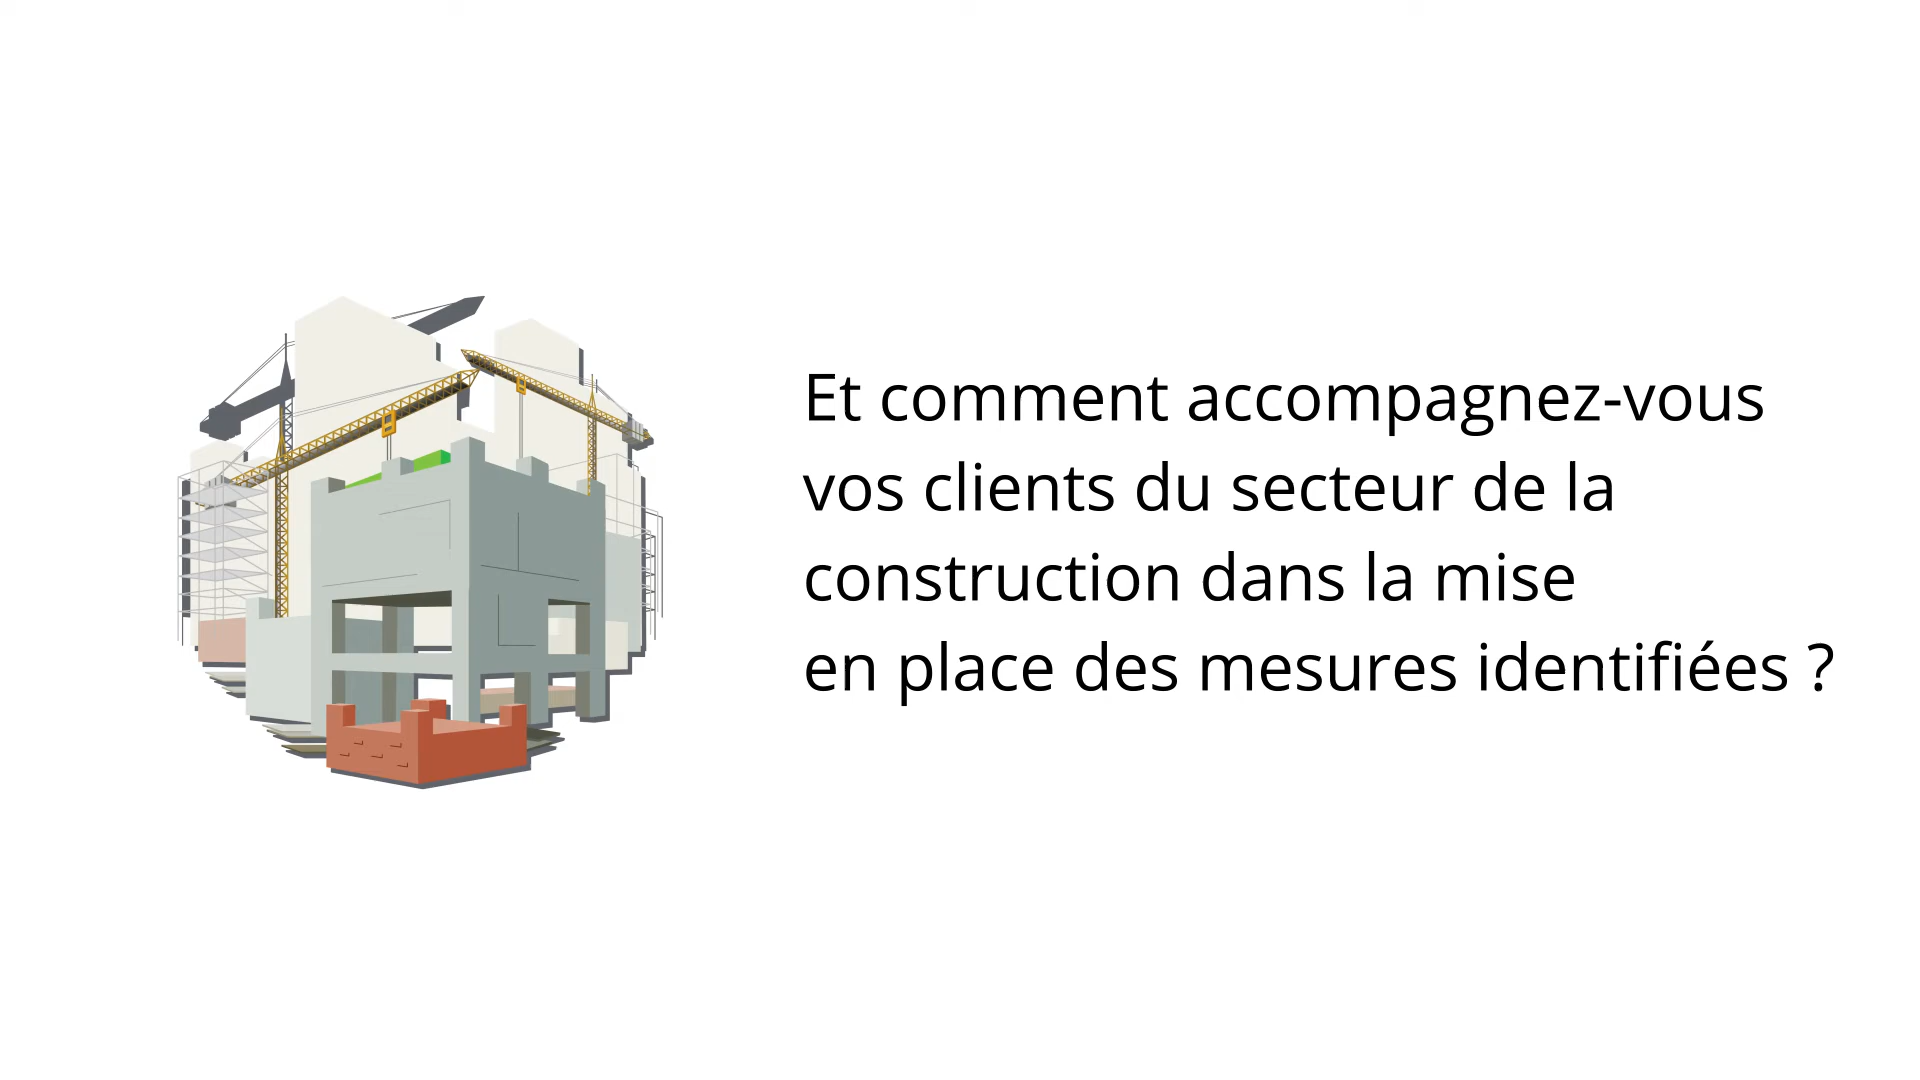 Et comment accompagnez-vous
vos clients du secteur de la
construction dans la mise
en place des mesures identifiées ?